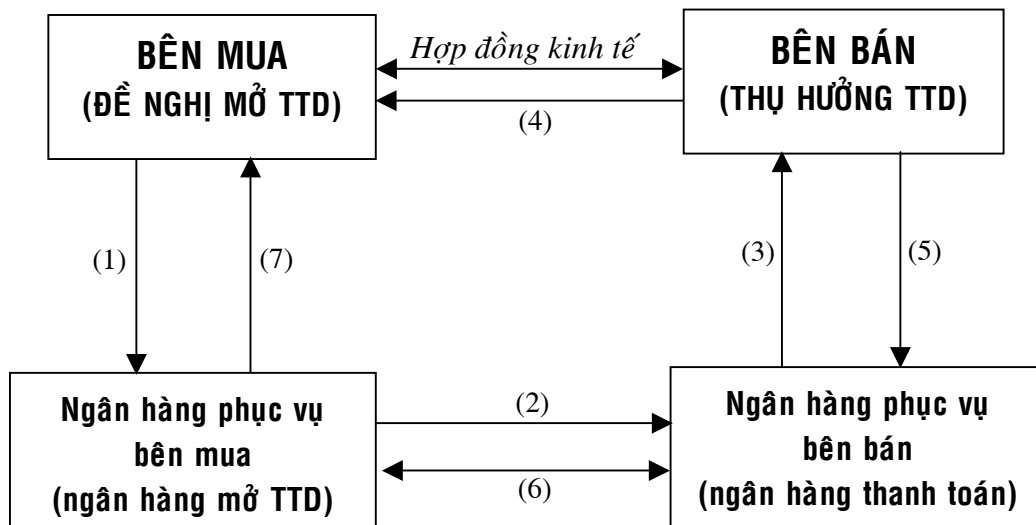 BÊN MUA
(ĐỀ NGHỊ MỞ TTD)
Hợp đồng kinh tế
(4)
BÊN BÁN
(THỤ HƯỞNG TTD)
(1)
(7)
(3)
(5)
Ngân hàng phục vụ
bên mua
(ngân hàng mở TTD)
(2)
(6)
Ngân hàng phục vụ
bên bán
(ngân hàng thanh toán)